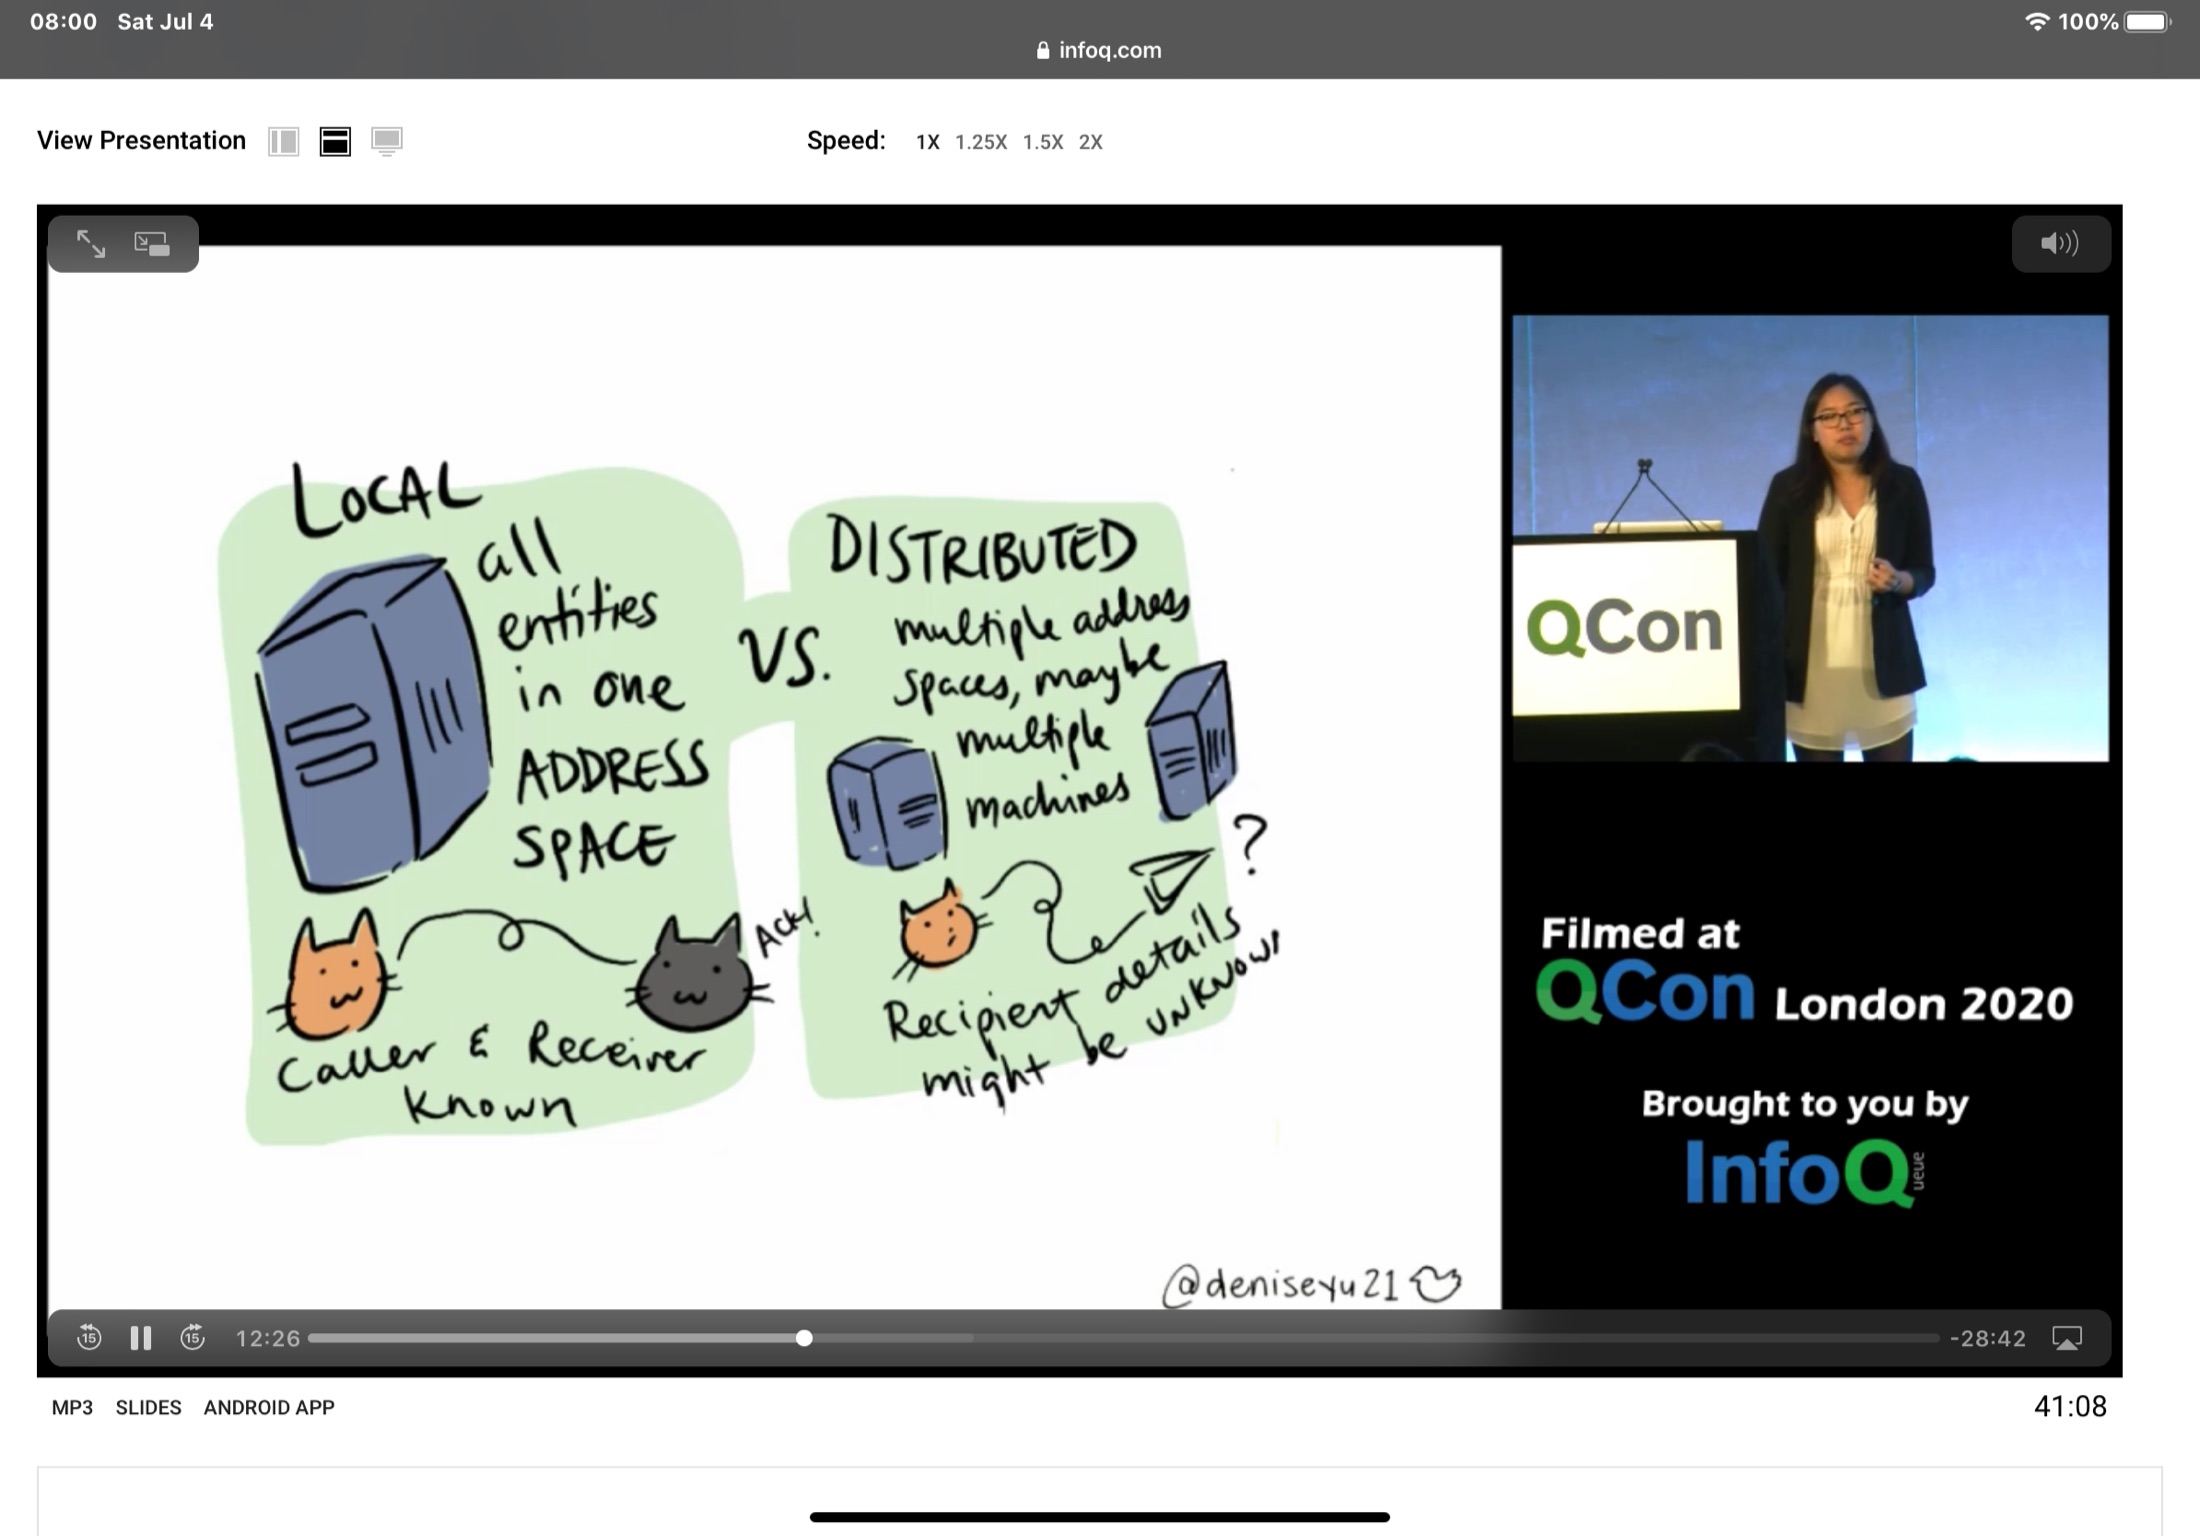 08:00 Sat Jul 4
100%
infoq.com
View Presentation
Speed: 1X 1.25X 1.5X 2X
LOCAL
all
entities
in one
ADDRESS
SPACE
Ack!
Caller & Receiver
Known
VS.
DISTRIBUTED
multiple address
spaces, maybe
multiple
machines
?
Recipient details
might be UNKNOWN
@deniseyu21
QCon
Filmed at
QCon London 2020
Brought to you by
InfoQ
ueue
15 15 12:26 -28:42
MP3 SLIDES ANDROID APP 41:08